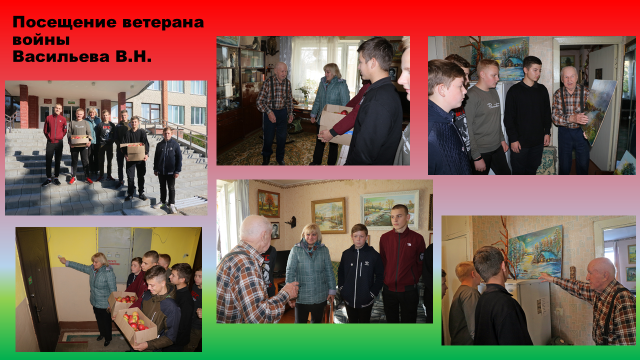 Посещение ветерана
войны
Васильева В.Н.